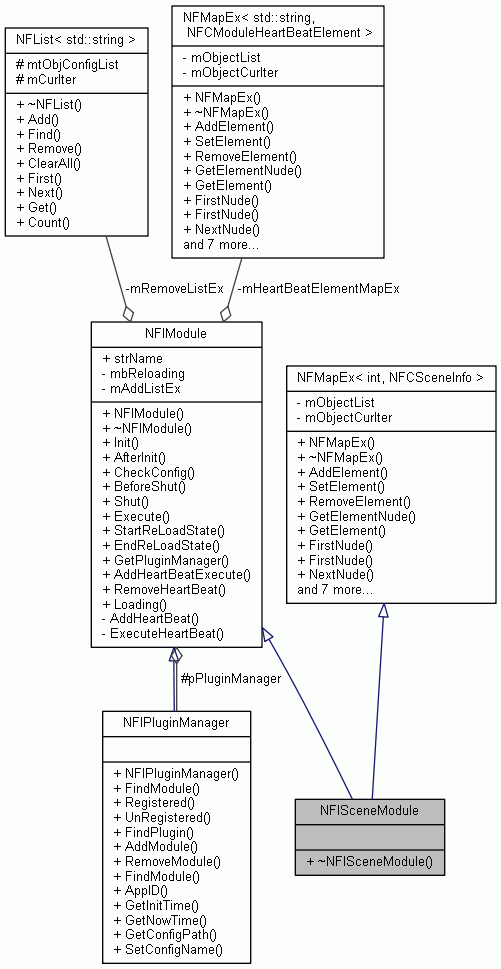 NFList< std::string >
# mtObjConfigList
# mCurIter
+ ~NFList()
+ Add()
+ Find()
+ Remove()
+ ClearAll()
+ First()
+ Next()
+ Get()
+ Count()
NFMapEx< std::string,
NFCModuleHeartBeatElement >
- mObjectList
- mObjectCurIter
+ NFMapEx()
+ ~NFMapEx()
+ AddElement()
+ SetElement()
+ RemoveElement()
+ GetElementNude()
+ GetElement()
+ FirstNude()
+ FirstNude()
+ NextNude()
and 7 more...
-mRemoveListEx
-mHeartBeatElementMapEx
NFIModule
+ strName
- mbReloading
- mAddListEx
+ NFIModule()
+ ~NFIModule()
+ Init()
+ AfterInit()
+ CheckConfig()
+ BeforeShut()
+ Shut()
+ Execute()
+ StartReLoadState()
+ EndReLoadState()
+ GetPluginManager()
+ AddHeartBeatExecute()
+ RemoveHeartBeat()
+ Loading()
- AddHeartBeat()
- ExecuteHeartBeat()
NFMapEx< int, NFCSceneInfo >
- mObjectList
- mObjectCurIter
+ NFMapEx()
+ ~NFMapEx()
+ AddElement()
+ SetElement()
+ RemoveElement()
+ GetElementNude()
+ GetElement()
+ FirstNude()
+ FirstNude()
+ NextNude()
and 7 more...
#pPluginManager
NFIPluginManager
+ NFIPluginManager()
+ FindModule()
+ Registered()
+ UnRegistered()
+ FindPlugin()
+ AddModule()
+ RemoveModule()
+ FindModule()
+ AppID()
+ GetInitTime()
+ GetNowTime()
+ GetConfigPath()
+ SetConfigName()
NFISceneModule
+ ~NFISceneModule()